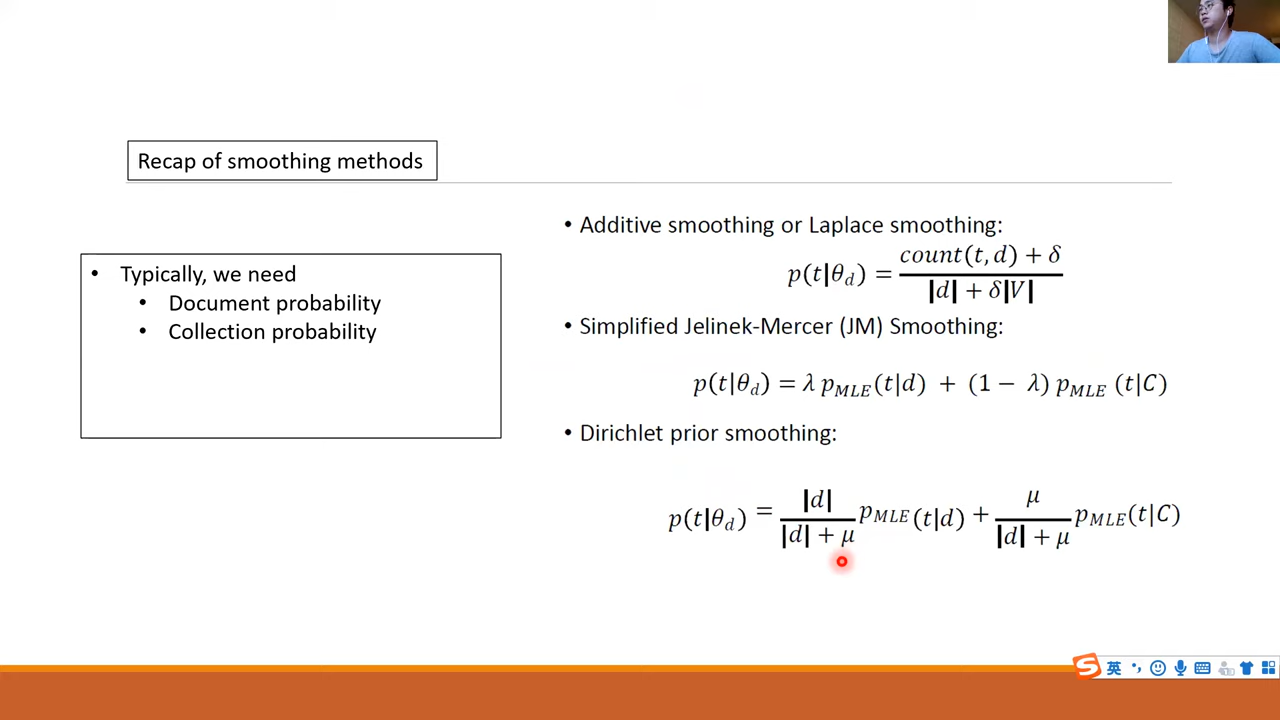 Recap of smoothing methods
• Typically, we need
• Document probability
• Collection probability
• Additive smoothing or Laplace smoothing:
p(t|θ_d) = (count(t, d) + δ) / (|d| + δ|V|)
• Simplified Jelinek-Mercer (JM) Smoothing:
p(t|θ_d) = λ p_MLE(t|d) + (1 − λ) p_MLE (t|C)
• Dirichlet prior smoothing:
p(t|θ_d) = |d| / (|d| + μ) p_MLE(t|d) + μ / (|d| + μ) p_MLE(t|C)
S 英